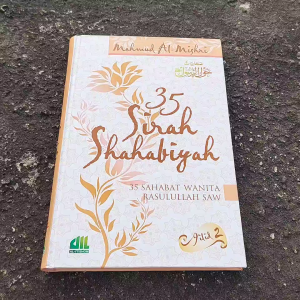 Mahmud Al-Mishri
35
Sirah
Shahabiyah
35 SAHABAT WANITA
RASULULLAH SAW
Jilid 2